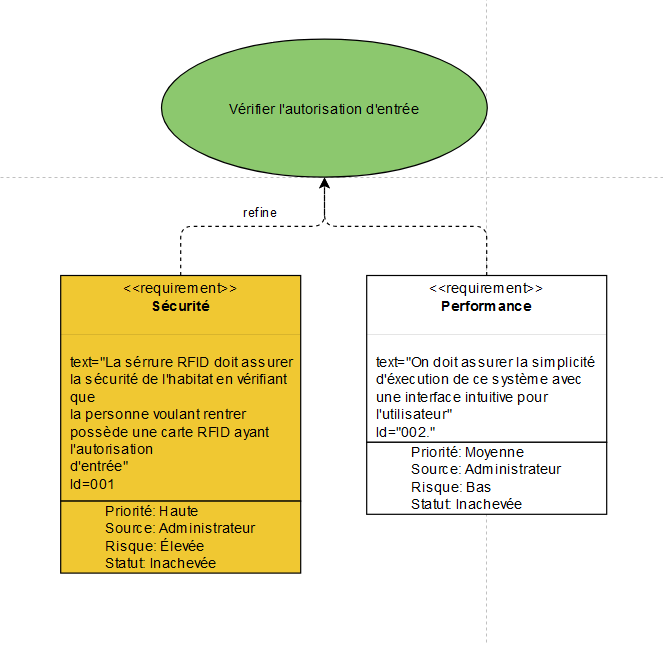 Vérifier l'autorisation d'entrée
refine
<<requirement>>
Sécurité
text="La sérrure RFID doit assurer
la sécurité de l'habitat en vérifiant
que
la personne voulant rentrer
possède une carte RFID ayant
l'autorisation
d'entrée"
Id=001
Priorité: Haute
Source: Administrateur
Risque: Élevée
Statut: Inachevée
<<requirement>>
Performance
text="On doit assurer la simplicité
d'éxecution de ce système avec
une interface intuitive pour
l'utilisateur"
Id="002."
Priorité: Moyenne
Source: Administrateur
Risque: Bas
Statut: Inachevée